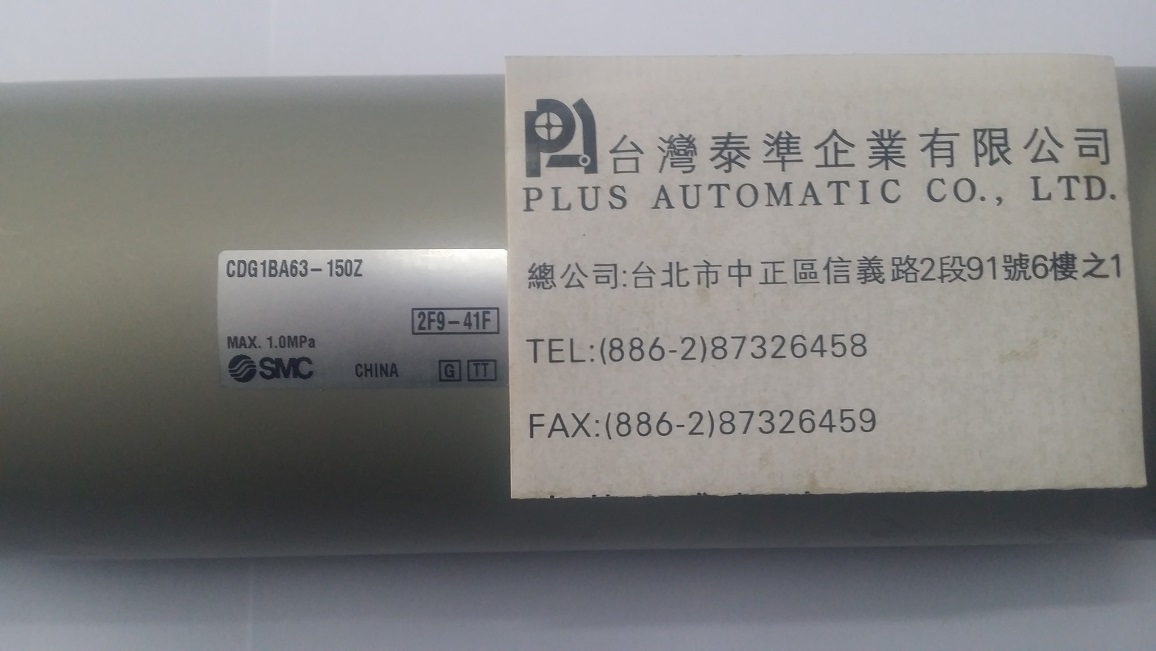 CDG1BA63-150Z
2F9-41F
MAX. 1.0MPa
SMC CHINA G TT
台灣泰準企業有限公司
PLUS AUTOMATIC CO., LTD.
總公司:台北市中正區信義路2段91號6樓之1
TEL:(886-2)87326458
FAX:(886-2)87326459